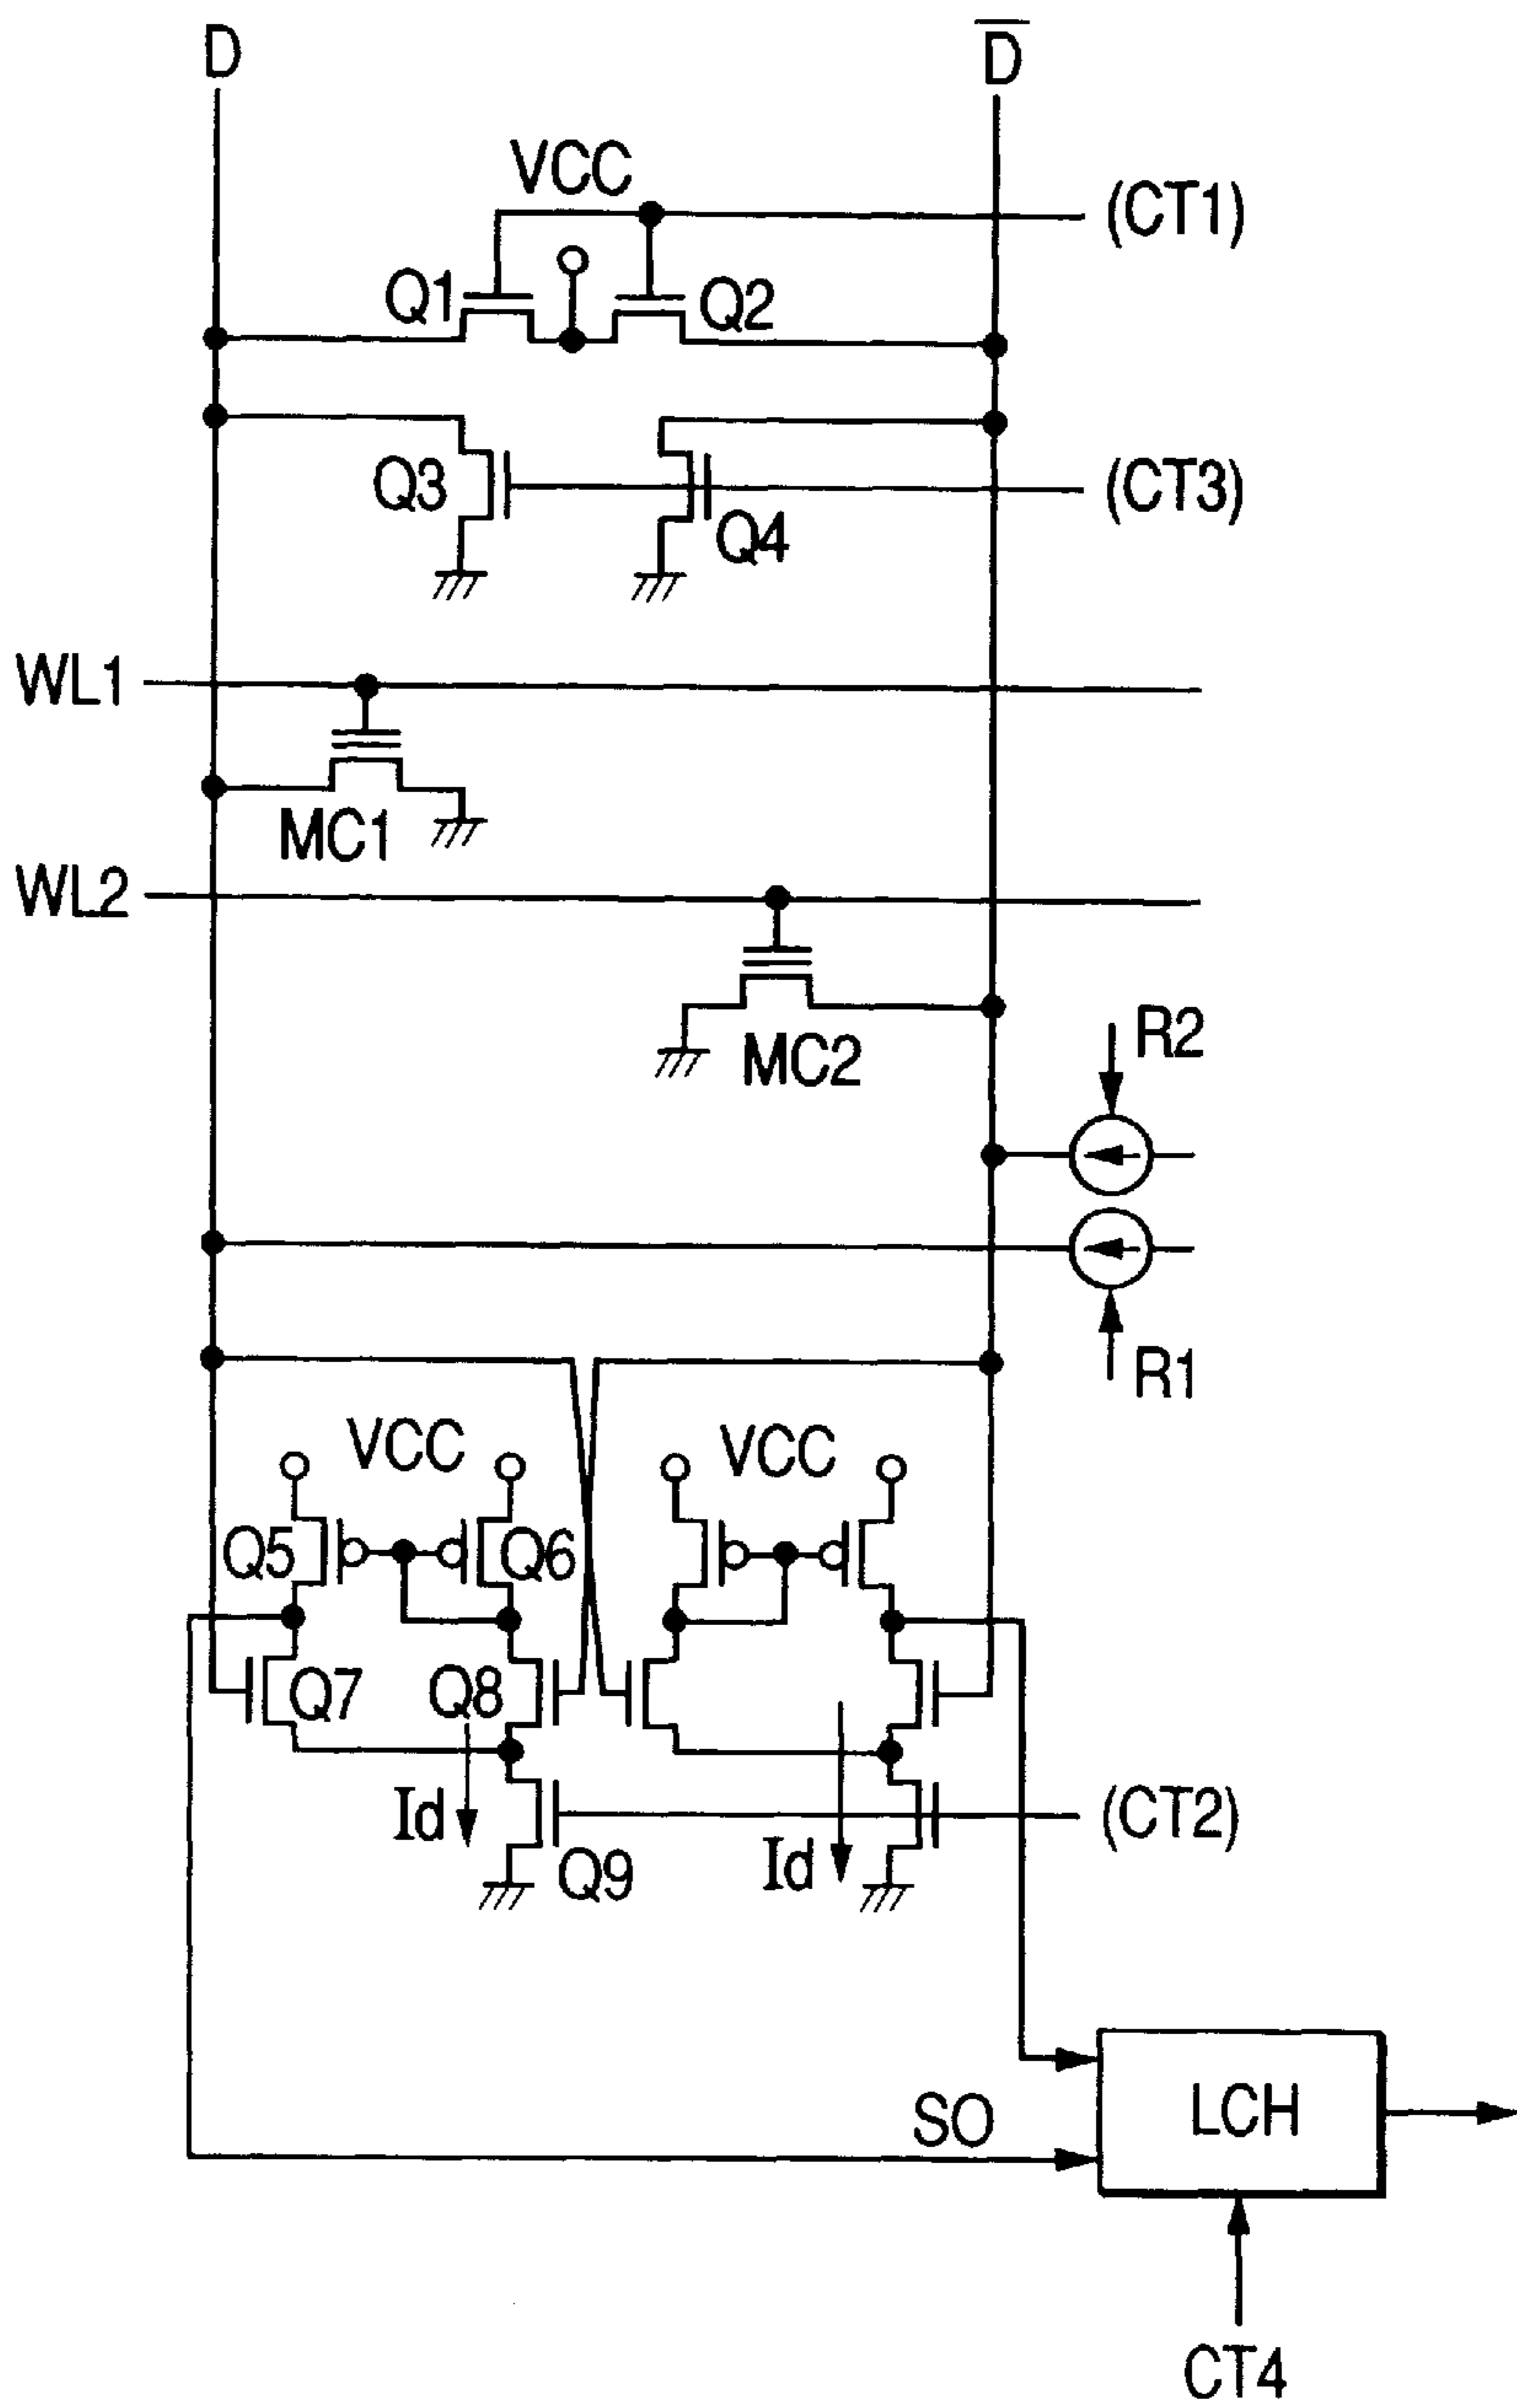 D
D̅
VCC
(CT1)
Q1
Q2
Q3
(CT3)
Q4
WL1
MC1
WL2
MC2
R2
R1
VCC
VCC
Q5
Q6
Q7
Q8
Id
Id
(CT2)
Q9
SO
LCH
CT4